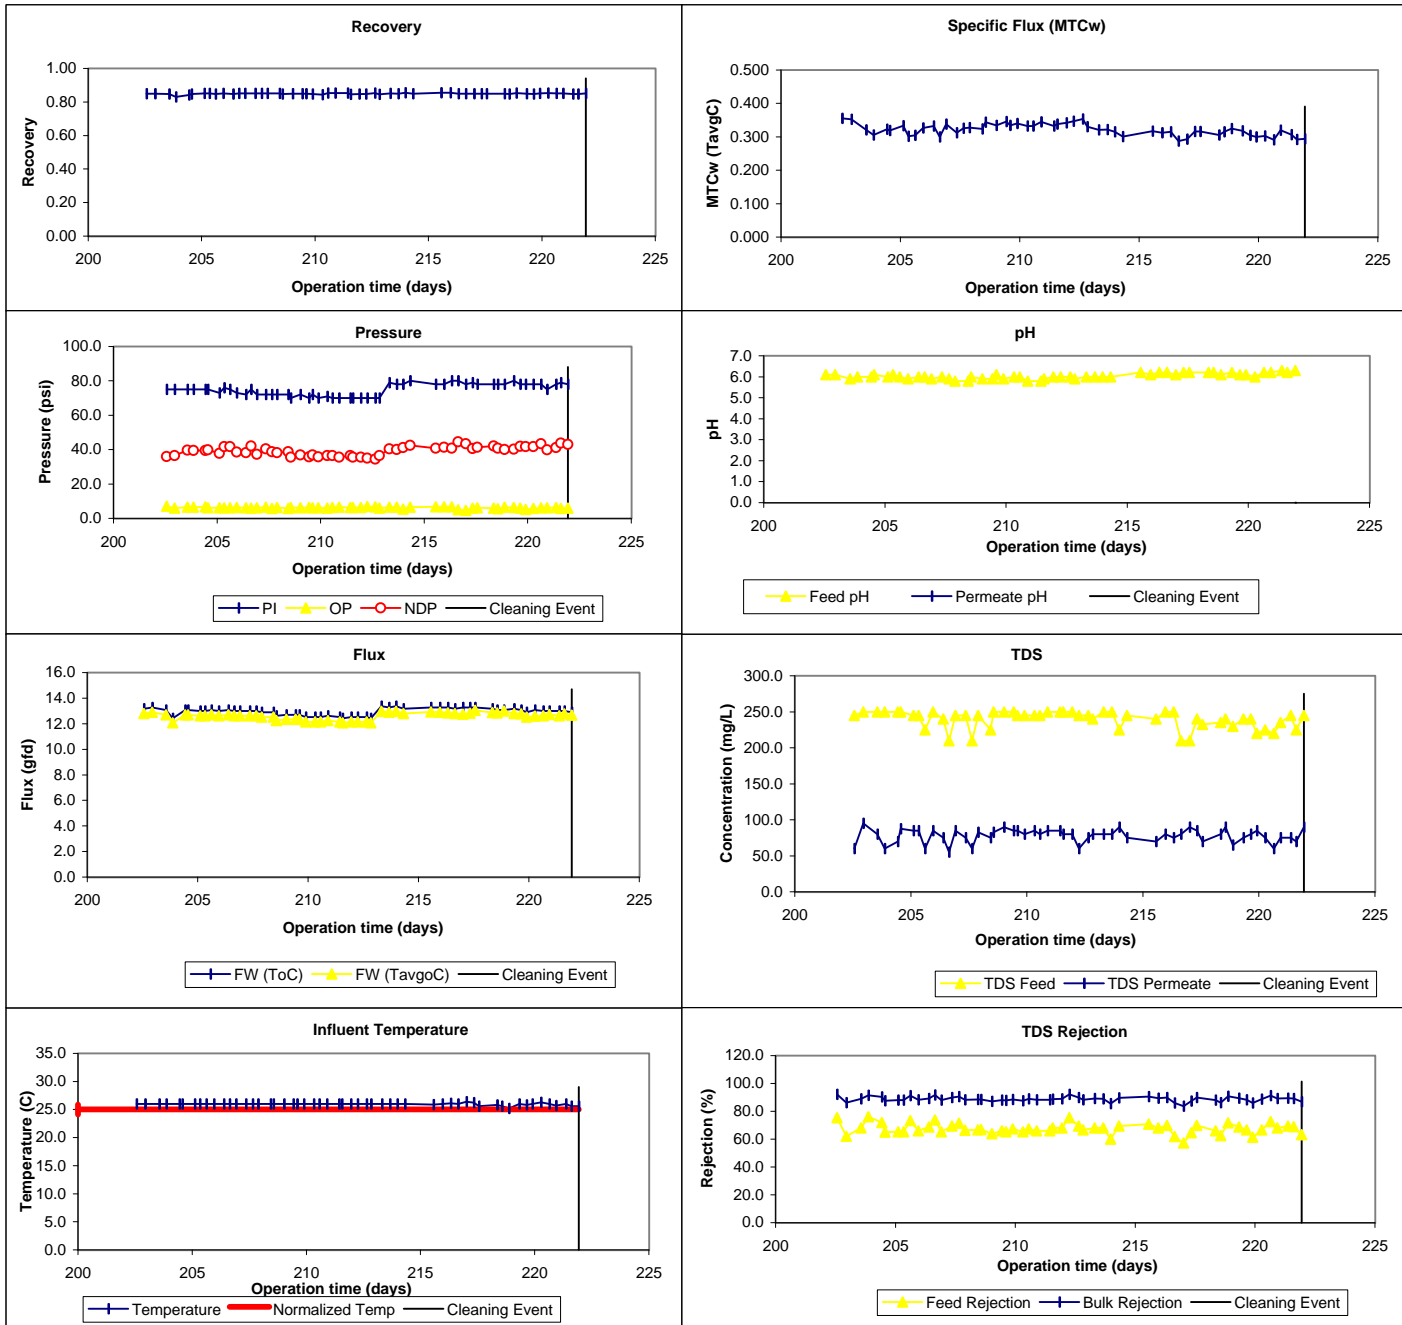 Recovery
1.00
0.80
0.60
0.40
0.20
0.00
Recovery
200 205 210 215 220 225
Operation time (days)
Specific Flux (MTCw)
0.500
0.400
0.300
0.200
0.100
0.000
MTCw (TavgC)
200 205 210 215 220 225
Operation time (days)
Pressure
100.0
80.0
60.0
40.0
20.0
0.0
Pressure (psi)
200 205 210 215 220 225
Operation time (days)
PI OP NDP Cleaning Event
pH
7.0
6.0
5.0
4.0
3.0
2.0
1.0
0.0
pH
200 205 210 215 220 225
Operation time (days)
Feed pH Permeate pH Cleaning Event
Flux
16.0
14.0
12.0
10.0
8.0
6.0
4.0
2.0
0.0
Flux (gfd)
200 205 210 215 220 225
Operation time (days)
FW (ToC) FW (TavgoC) Cleaning Event
TDS
300.0
250.0
200.0
150.0
100.0
50.0
0.0
Concentration (mg/L)
200 205 210 215 220 225
Operation time (days)
TDS Feed TDS Permeate Cleaning Event
Influent Temperature
35.0
30.0
25.0
20.0
15.0
10.0
5.0
0.0
Temperature (C)
200 205 210 215 220 225
Operation time (days)
Temperature Normalized Temp Cleaning Event
TDS Rejection
120.0
100.0
80.0
60.0
40.0
20.0
0.0
Rejection (%)
200 205 210 215 220 225
Operation time (days)
Feed Rejection Bulk Rejection Cleaning Event